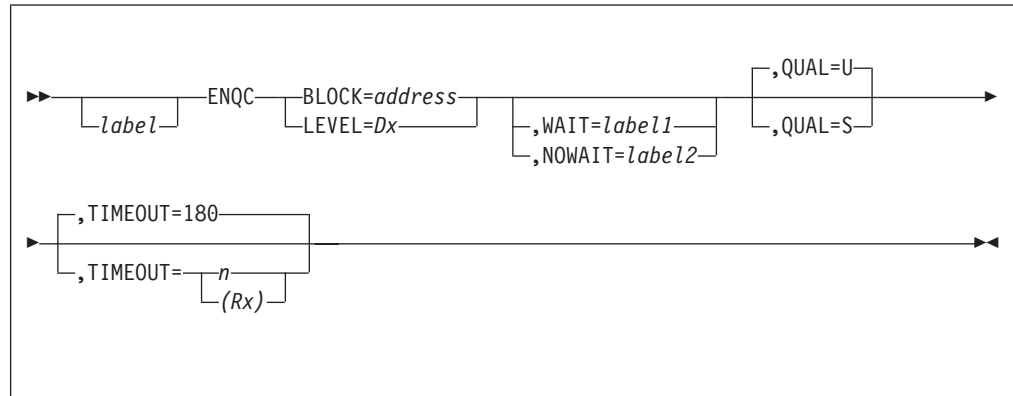 ,QUAL=U
ENQC BLOCK=address
label LEVEL=Dx ,WAIT=label1 ,QUAL=S
,NOWAIT=label2
,TIMEOUT=180
,TIMEOUT= n
(Rx)